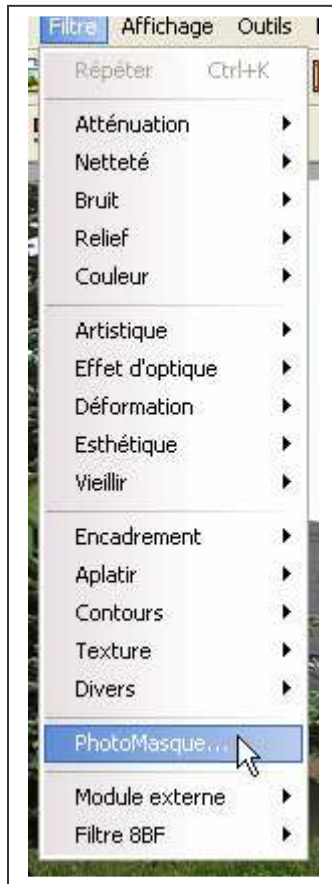 Filtre Affichage Outils
Répéter Ctrl+K
Atténuation
Netteté
Bruit
Relief
Couleur
Artistique
Effet d'optique
Déformation
Esthétique
Vieillir
Encadrement
Aplatir
Contours
Texture
Divers
PhotoMasque...
Module externe
Filtre 8BF